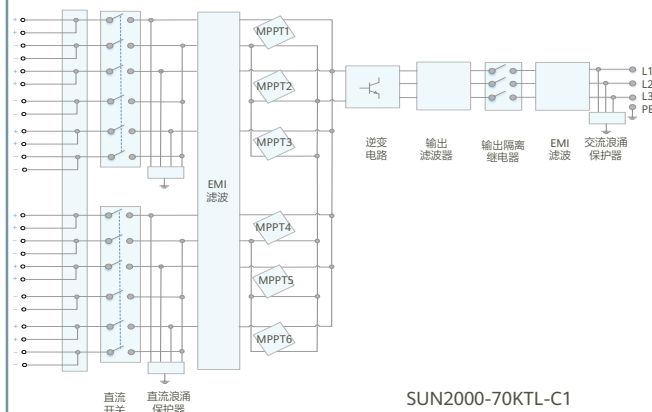 MPPT1
MPPT2
MPPT3
MPPT4
MPPT5
MPPT6
EMI
滤波
逆变
电路
输出
滤波器
输出隔离
继电器
EMI
滤波
交流浪涌
保护器
L1
L2
L3
PE
直流
开关
直流浪涌
保护器
SUN2000-70KTL-C1